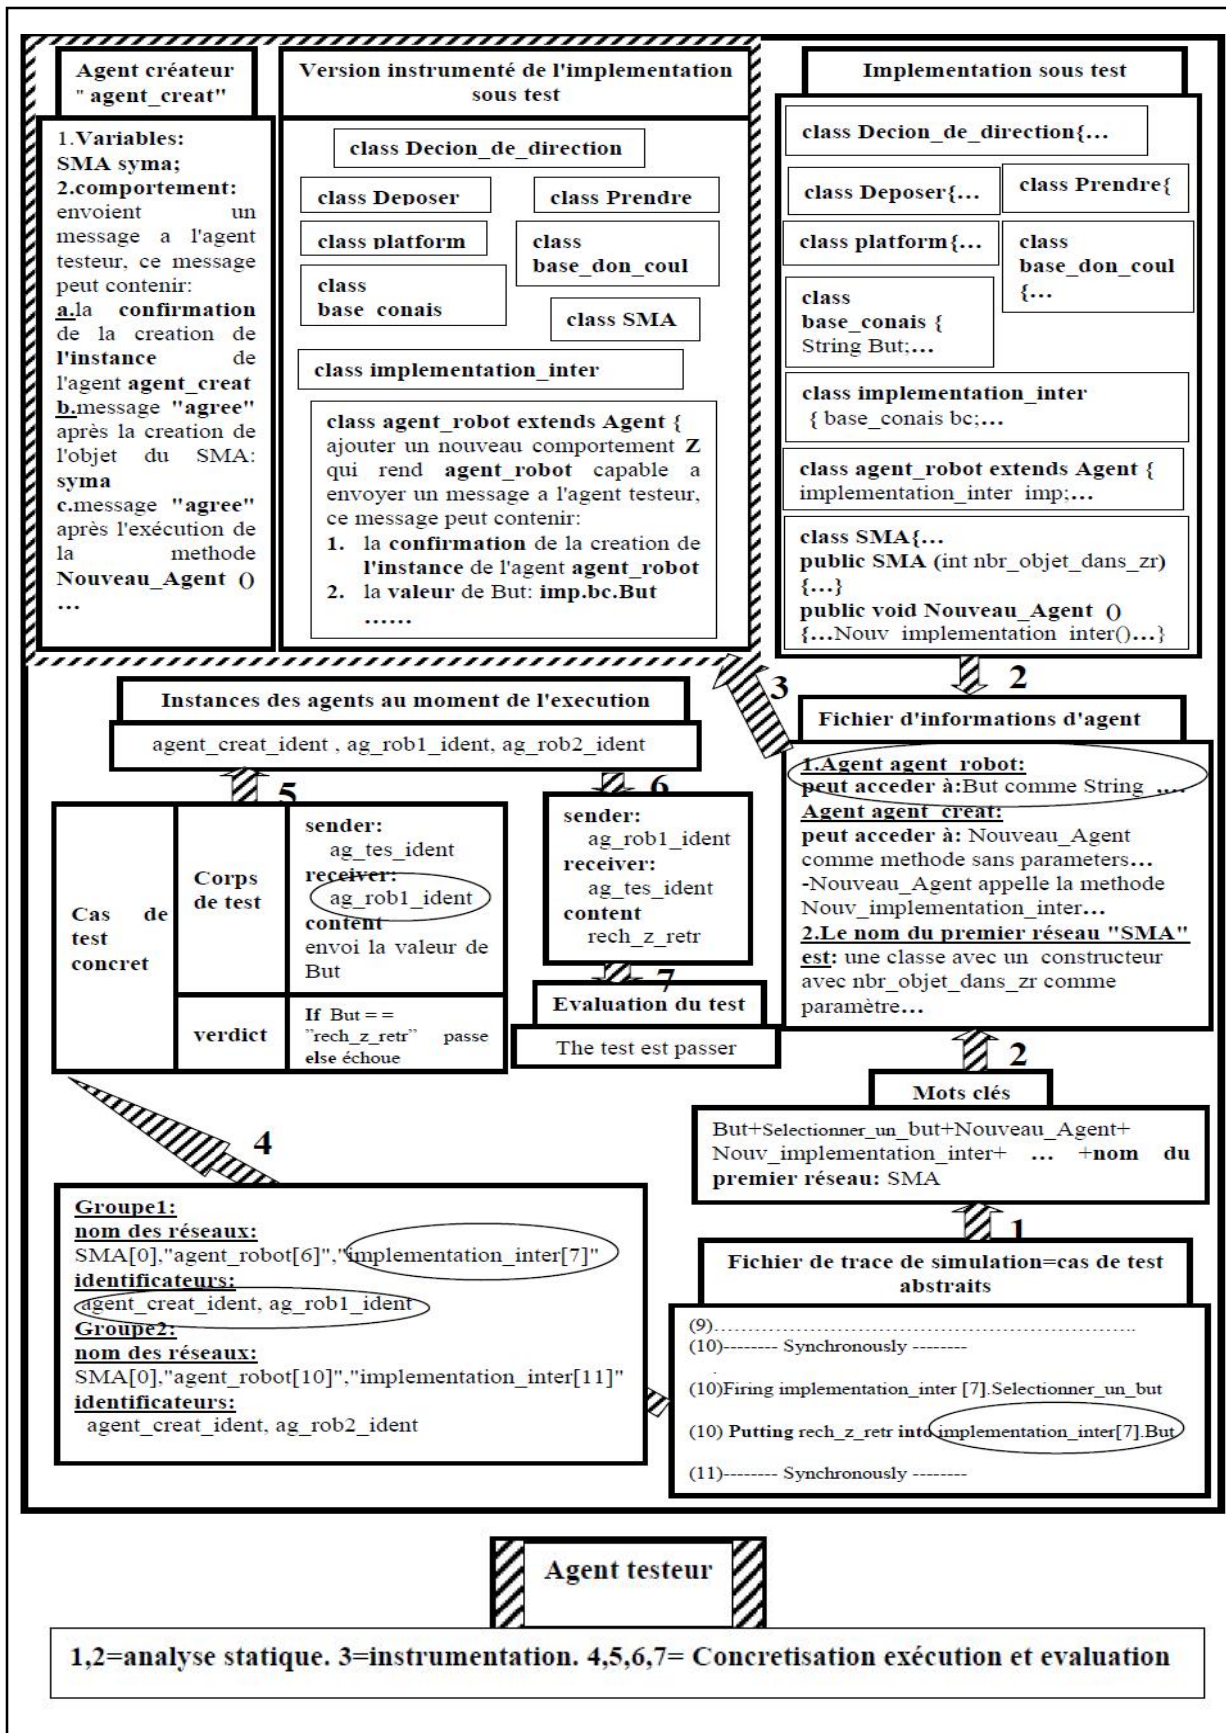 Agent créateur
" agent_creat"
1.Variables:
SMA syma;
2.comportement:
envoient un
message a l'agent
testeur, ce message
peut contenir:
a.la confirmation
de la creation de
l'instance de
l'agent agent_creat
b.message "agree"
après la creation de
l'objet du SMA:
syma
c.message "agree"
après l'exécution de
la methode
Nouveau_Agent ()
...
Version instrumenté de l'implementation
sous test
class Decion_de_direction
class Deposer
class Prendre
class platform
class
base_don_coul
class
base_conais
class SMA
class implementation_inter
class agent_robot extends Agent {
ajouter un nouveau comportement Z
qui rend agent_robot capable a
envoyer un message a l'agent testeur,
ce message peut contenir:
1. la confirmation de la creation de
l'instance de l'agent agent_robot
2. la valeur de But: imp.bc.But
......
Implementation sous test
class Decion_de_direction{...
class Deposer{...
class Prendre{
class platform{...
class
base_don_coul
{...
class
base_conais {
String But;...
class implementation_inter
{ base_conais bc;...
class agent_robot extends Agent {
implementation_inter imp;...
class SMA{...
public SMA (int nbr_objet_dans_zr)
{...}
public void Nouveau_Agent ()
{...Nouv_implementation_inter()...}
2
3
Instances des agents au moment de l'execution
agent_creat_ident , ag_rob1_ident, ag_rob2_ident
Fichier d'informations d'agent
1.Agent agent_robot:
peut acceder à:But comme String ,...
Agent agent_creat:
peut acceder à: Nouveau_Agent
comme methode sans parameters...
-Nouveau_Agent appelle la methode
Nouv_implementation_inter...
2.Le nom du premier réseau "SMA"
est: une classe avec un constructeur
avec nbr_objet_dans_zr comme
paramètre...
5
6
Cas de
test
concret
Corps
de test
sender:
ag_tes_ident
receiver:
ag_rob1_ident
content
envoi la valeur de
But
verdict
If But = =
"rech_z_retr" passe
else échoue
sender:
ag_rob1_ident
receiver:
ag_tes_ident
content
rech_z_retr
7
Evaluation du test
The test est passer
2
Mots clés
But+Selectionner_un_but+Nouveau_Agent+
Nouv_implementation_inter+ ... +nom du
premier réseau: SMA
4
1
Groupe1:
nom des réseaux:
SMA[0],"agent_robot[6]","implementation_inter[7]"
identificateurs:
agent_creat_ident, ag_rob1_ident
Groupe2:
nom des réseaux:
SMA[0],"agent_robot[10]","implementation_inter[11]"
identificateurs:
agent_creat_ident, ag_rob2_ident
Fichier de trace de simulation=cas de test
abstraits
(9)……………………………………………………..
(10)-------- Synchronously --------
.
(10)Firing implementation_inter [7].Selectionner_un_but
(10) Putting rech_z_retr into implementation_inter[7].But
(11)-------- Synchronously --------
Agent testeur
1,2=analyse statique. 3=instrumentation. 4,5,6,7= Concretisation exécution et evaluation